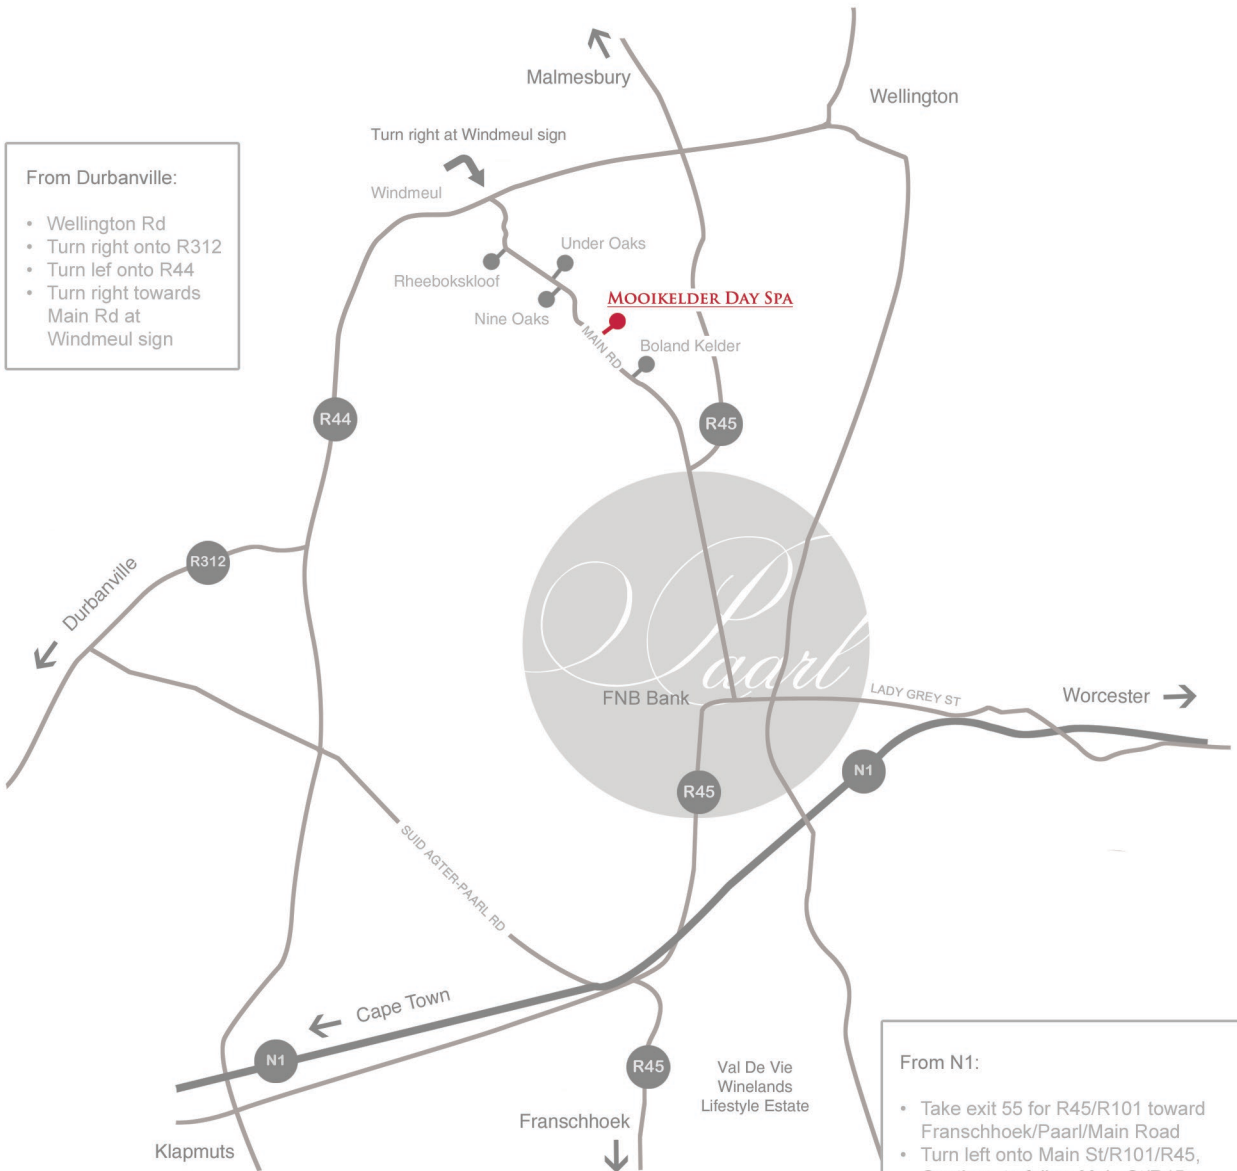 Malmesbury
Wellington
Turn right at Windmeul sign
From Durbanville:
• Wellington Rd
• Turn right onto R312
• Turn lef onto R44
• Turn right towards
Main Rd at
Windmeul sign
Windmeul
Under Oaks
Rheebokskloof
MOOIKELDER DAY SPA
Nine Oaks
MAIN RD
Boland Kelder
R44
R45
R312
Durbanville
Paarl
FNB Bank
LADY GREY ST
Worcester
N1
R45
SUID AGTER-PAARL RD
Cape Town
N1
R45
Val De Vie
Winelands
Lifestyle Estate
Franschhoek
Klapmuts
From N1:
• Take exit 55 for R45/R101 toward
Franschhoek/Paarl/Main Road
• Turn left onto Main St/R101/R45,